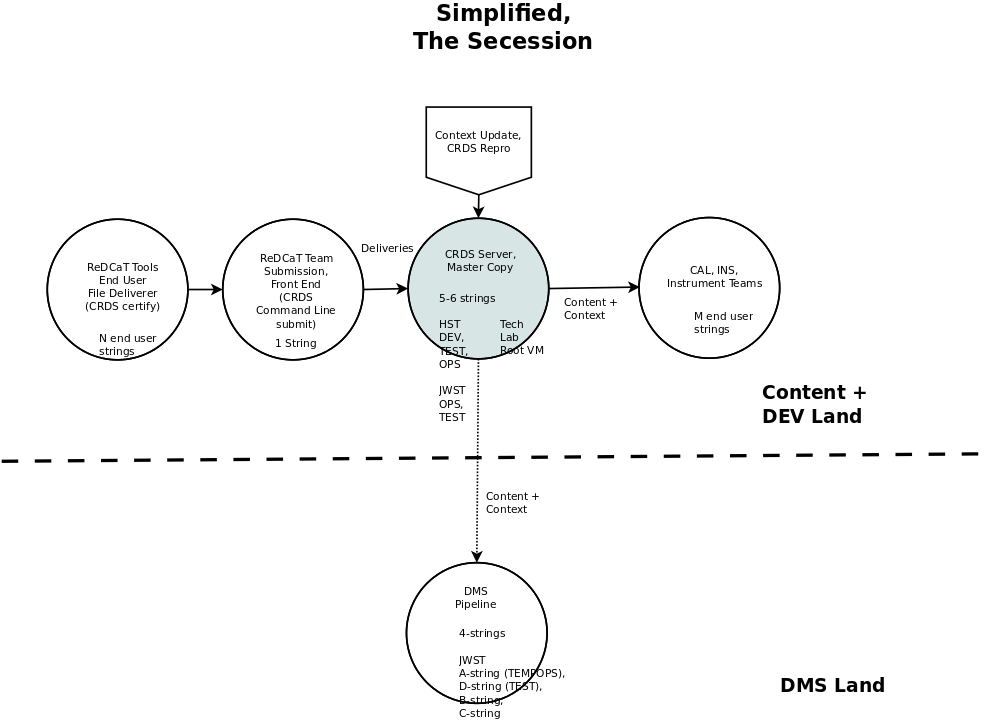 Simplified,
The Secession
Context Update,
CRDS Repro
ReDCaT Tools
End User
File Deliverer
(CRDS certify)
N end user
strings
ReDCaT Team
Submission,
Front End
(CRDS
Command Line
submit)
1 String
Deliveries
CRDS Server,
Master Copy
5-6 strings
HST
DEV,
TEST,
OPS
JWST
OPS,
TEST
Tech
Lab
Root VM
Content +
Context
CAL, INS,
Instrument Teams
M end user
strings
Content +
DEV Land
Content +
Context
DMS
Pipeline
4-strings
JWST
A-string (TEMPOPS),
D-string (TEST),
B-string,
C-string
DMS Land